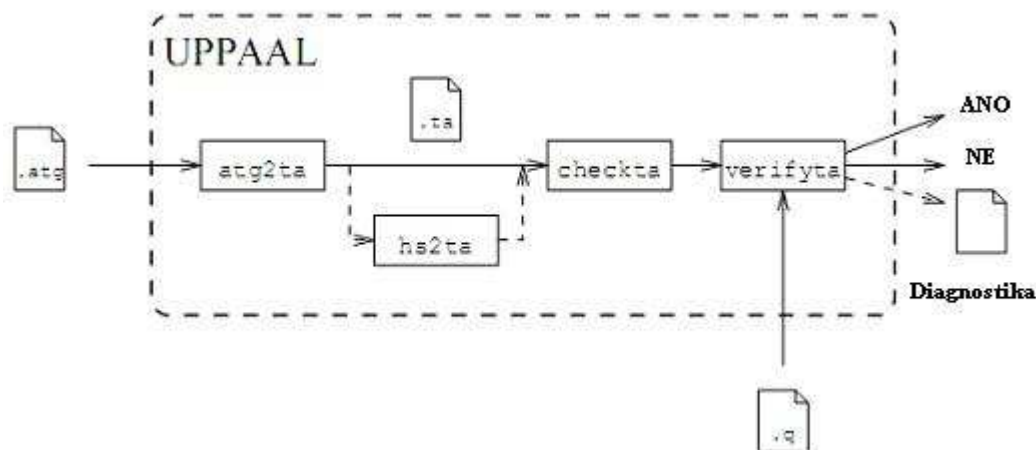 UPPAAL
.ta
.atg
atg2ta
hs2ta
checkta
verifyta
ANO
NE
Diagnostika
.q